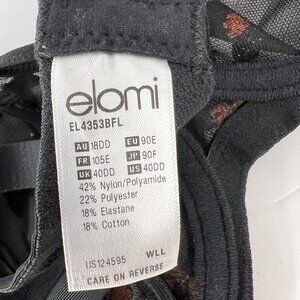 elomi
EL4353BFL
AU 18DD EU 90E
FR 105E JP 90F
UK 40DD US 40DD
42% Nylon/Polyamide
22% Polyester
18% Elastane
18% Cotton
US124595 WLL
CARE ON REVERSE